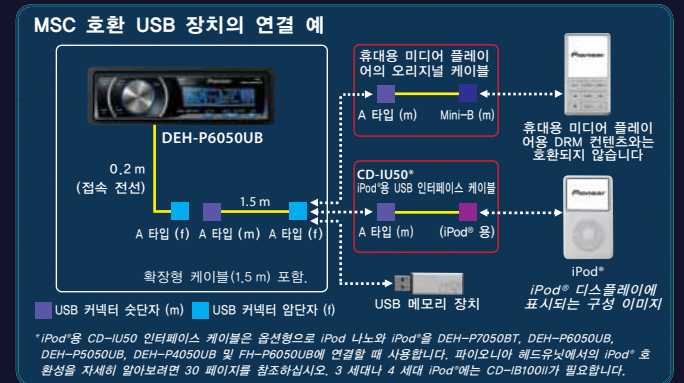 MSC 호환 USB 장치의 연결 예
DEH-P6050UB
0.2 m
(접속 전선)
1.5 m
A 타입 (f)
A 타입 (m)
A 타입 (f)
확장형 케이블(1.5 m) 포함.
USB 커넥터 숫단자 (m)
USB 커넥터 암단자 (f)
휴대용 미디어 플레이
어의 오리지널 케이블
A 타입 (m)
Mini-B (m)
Pioneer
휴대용 미디어 플레이
어용 DRM 컨텐츠와는
호환되지 않습니다
CD-IU50*
iPod®용 USB 인터페이스 케이블
A 타입 (m)
(iPod® 용)
Pioneer
iPod®
iPod® 디스플레이에
표시되는 구성 이미지
USB 메모리 장치
*iPod®용 CD-IU50 인터페이스 케이블은 옵션형으로 iPod 나노와 iPod®을 DEH-P7050BT, DEH-P6050UB,
DEH-P5050UB, DEH-P4050UB 및 FH-P6050UB에 연결할 때 사용합니다. 파이오니아 헤드유닛에서의 iPod® 호
환성을 자세히 알아보려면 30 페이지를 참조하십시오. 3 세대나 4 세대 iPod®에는 CD-IB100II가 필요합니다.